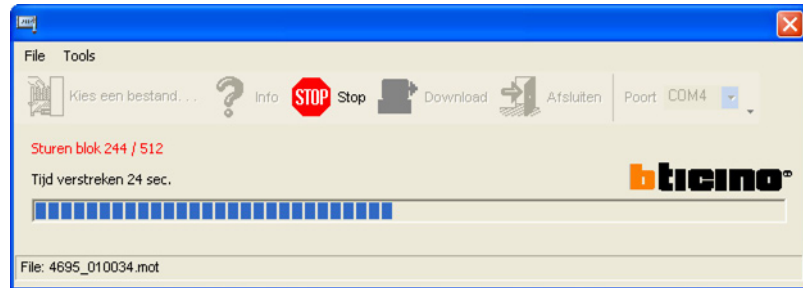 File Tools
Kies een bestand. . . Info STOP Stop Download Afsluiten Poort COM4
Sturen blok 244 / 512
Tijd verstreken 24 sec.
bticino®
File: 4695_010034.mot